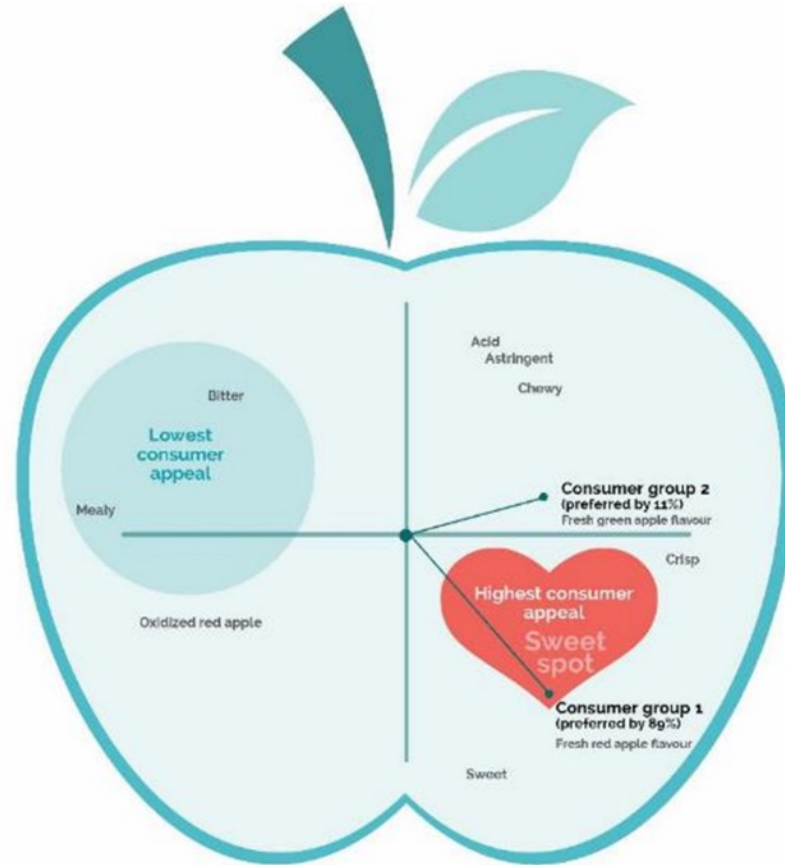 Acid
Astringent
Chewy
Bitter
Lowest
consumer
appeal
Mealy
Consumer group 2
(preferred by 11%)
Fresh green apple flavour
Crisp
Highest consumer
appeal
Sweet
spot
Oxidized red apple
Consumer group 1
(preferred by 89%)
Fresh red apple flavour
Sweet